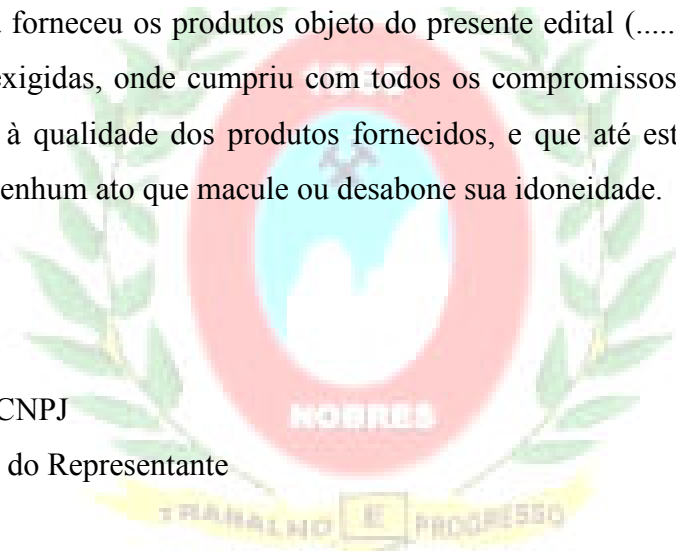 forneceu os produtos objeto do presente edital (.....
exigidas, onde cumpriu com todos os compromissos
à qualidade dos produtos fornecidos, e que até est
enhum ato que macule ou desabone sua idoneidade.
CNPJ
do Representante
NOBRES
TRABALHO E PROGRESSO